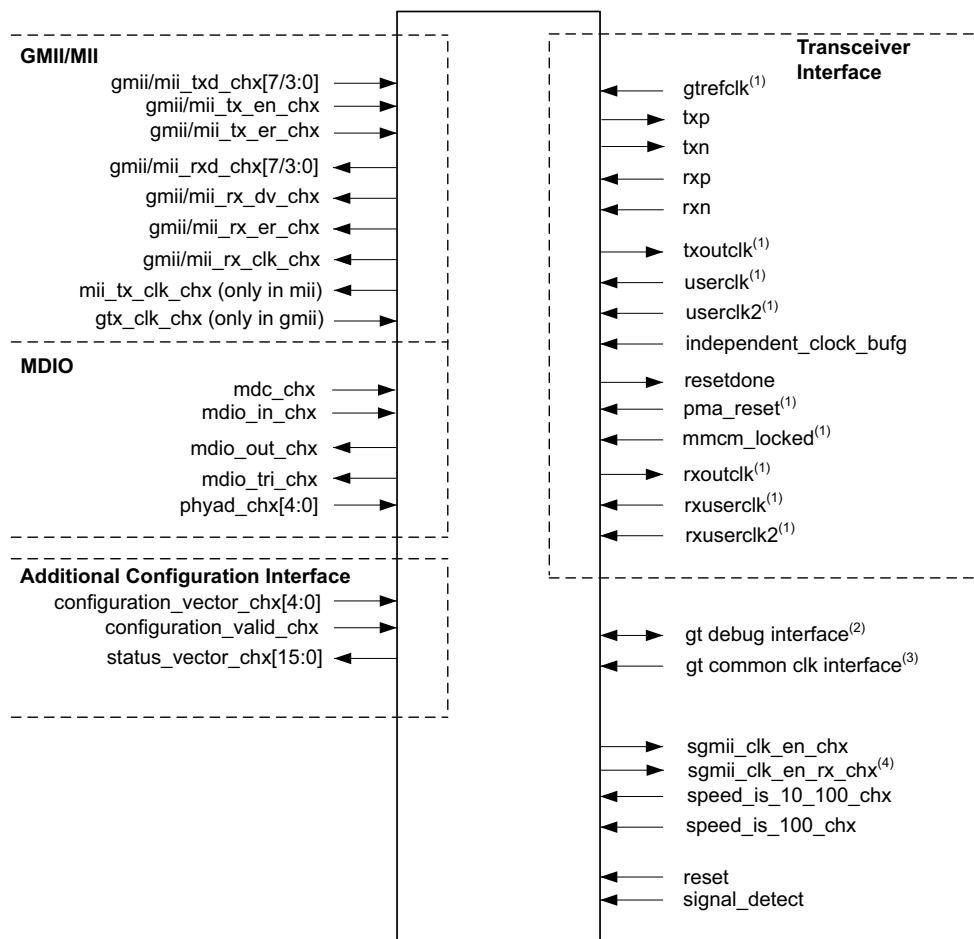 GMII/MII
gmii/mii_txd_chx[7/3:0]
gmii/mii_tx_en_chx
gmii/mii_tx_er_chx
gmii/mii_rxd_chx[7/3:0]
gmii/mii_rx_dv_chx
gmii/mii_rx_er_chx
gmii/mii_rx_clk_chx
mii_tx_clk_chx (only in mii)
gtx_clk_chx (only in gmii)
MDIO
mdc_chx
mdio_in_chx
mdio_out_chx
mdio_tri_chx
phyad_chx[4:0]
Additional Configuration Interface
configuration_vector_chx[4:0]
configuration_valid_chx
status_vector_chx[15:0]
Transceiver
Interface
gtrefclk(1)
txp
txn
rxp
rxn
txoutclk(1)
userclk(1)
userclk2(1)
independent_clock_bufg
resetdone
pma_reset(1)
mmcm_locked(1)
rxoutclk(1)
rxuserclk(1)
rxuserclk2(1)
gt debug interface(2)
gt common clk interface(3)
sgmii_clk_en_chx
sgmii_clk_en_rx_chx(4)
speed_is_10_100_chx
speed_is_100_chx
reset
signal_detect